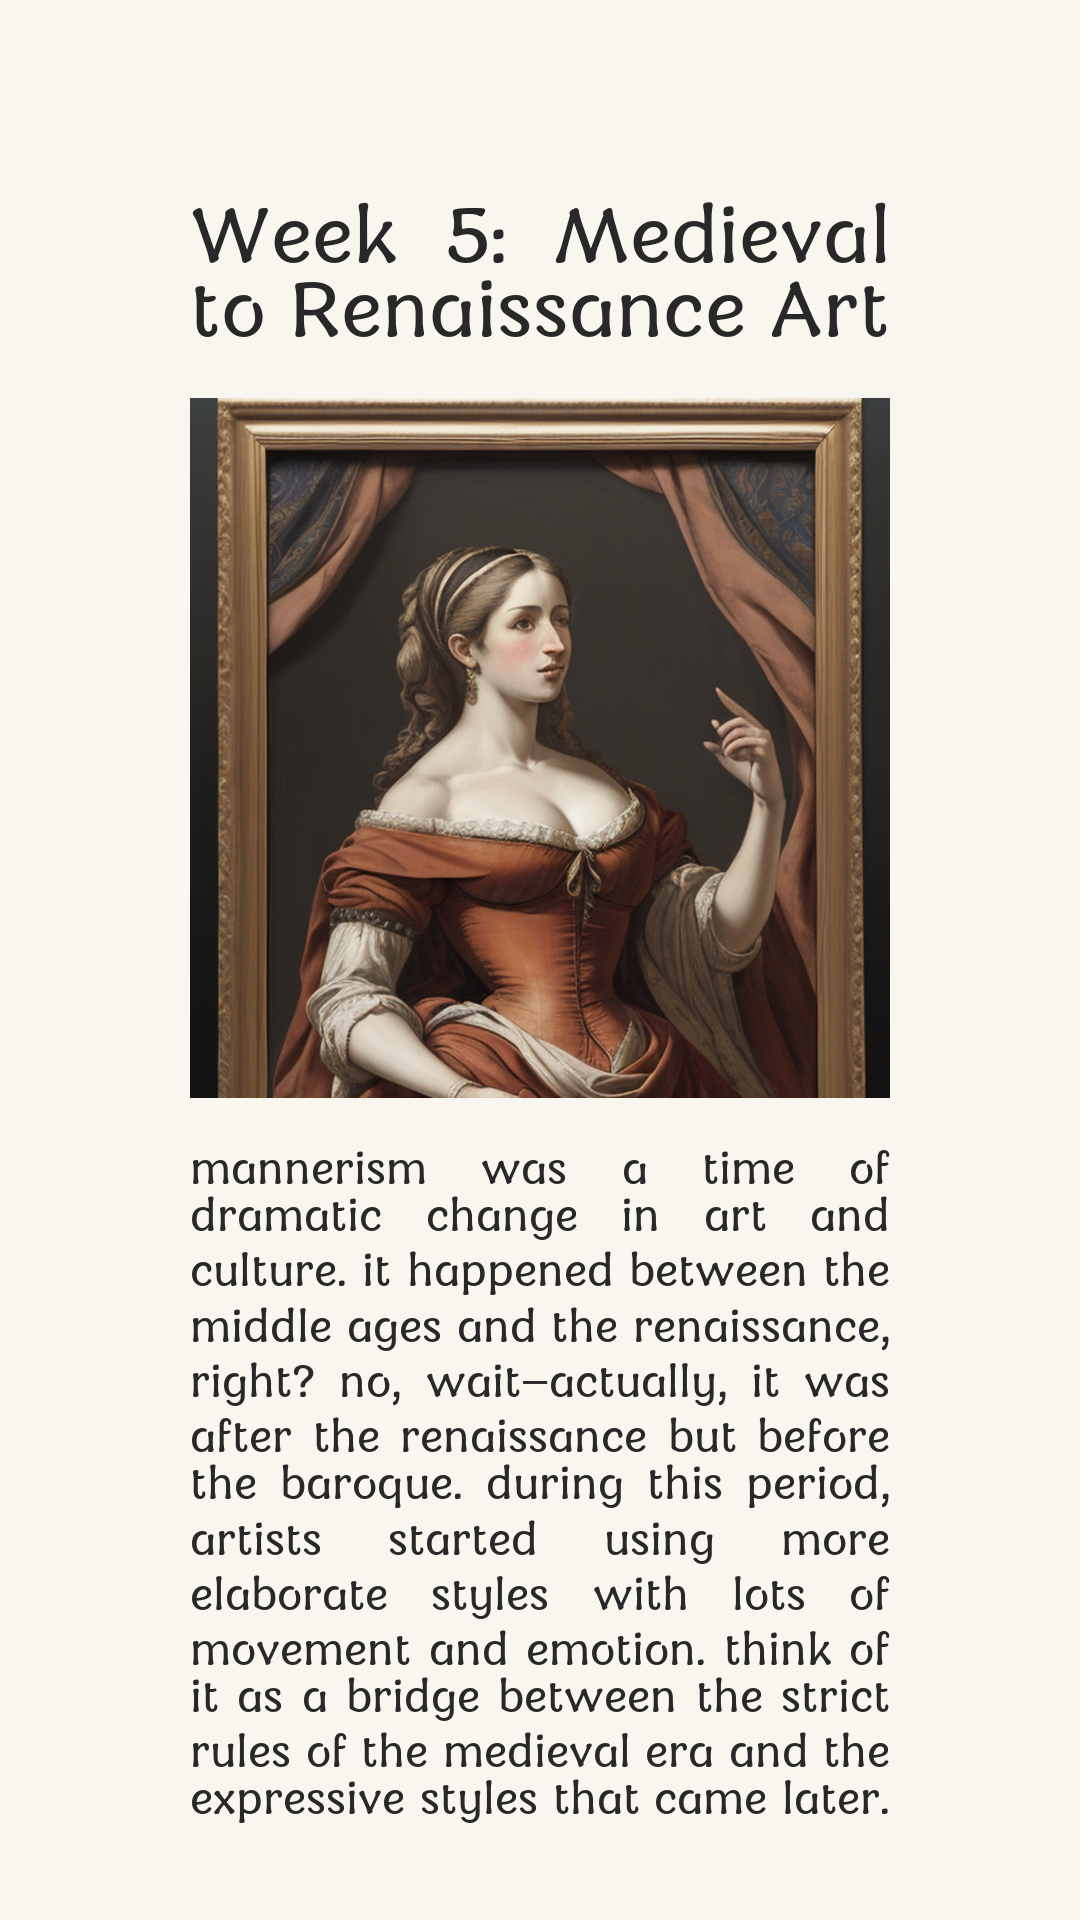 Week 5: Medieval
to Renaissance Art
mannerism was a time of
dramatic change in art and
culture. it happened between the
middle ages and the renaissance,
right? no, wait—actually, it was
after the renaissance but before
the baroque. during this period,
artists started using more
elaborate styles with lots of
movement and emotion. think of
it as a bridge between the strict
rules of the medieval era and the
expressive styles that came later.